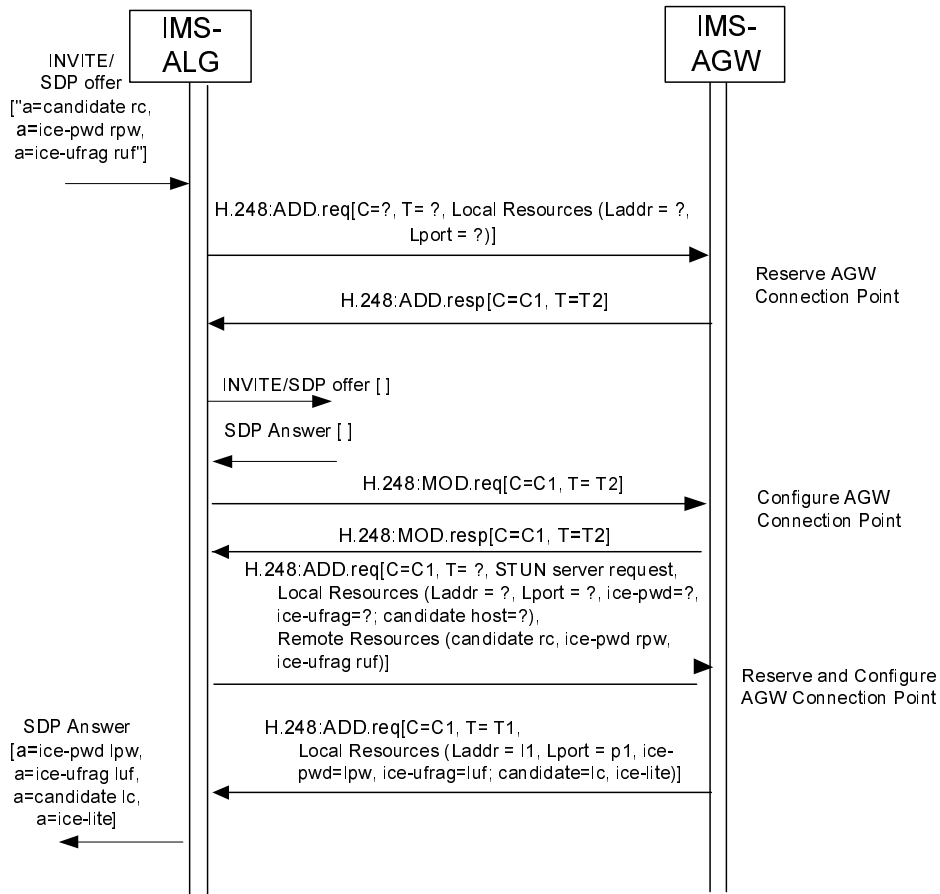 IMS-
ALG
IMS-
AGW
INVITE/
SDP offer
["a=candidate rc,
a=ice-pwd rpw,
a=ice-ufrag ruf"]
H.248:ADD.req[C=?, T= ?, Local Resources (Laddr = ?,
Lport = ?)]
Reserve AGW
Connection Point
H.248:ADD.resp[C=C1, T=T2]
INVITE/SDP offer [ ]
SDP Answer [ ]
H.248:MOD.req[C=C1, T= T2]
Configure AGW
Connection Point
H.248:MOD.resp[C=C1, T=T2]
H.248:ADD.req[C=C1, T= ?, STUN server request,
Local Resources (Laddr = ?, Lport = ?, ice-pwd=?,
ice-ufrag=?; candidate host=?),
Remote Resources (candidate rc, ice-pwd rpw,
ice-ufrag ruf)]
Reserve and Configure
AGW Connection Point
H.248:ADD.req[C=C1, T= T1,
Local Resources (Laddr = l1, Lport = p1, ice-
pwd=lpw, ice-ufrag=luf; candidate=lc, ice-lite)]
SDP Answer
[a=ice-pwd lpw,
a=ice-ufrag luf,
a=candidate lc,
a=ice-lite]